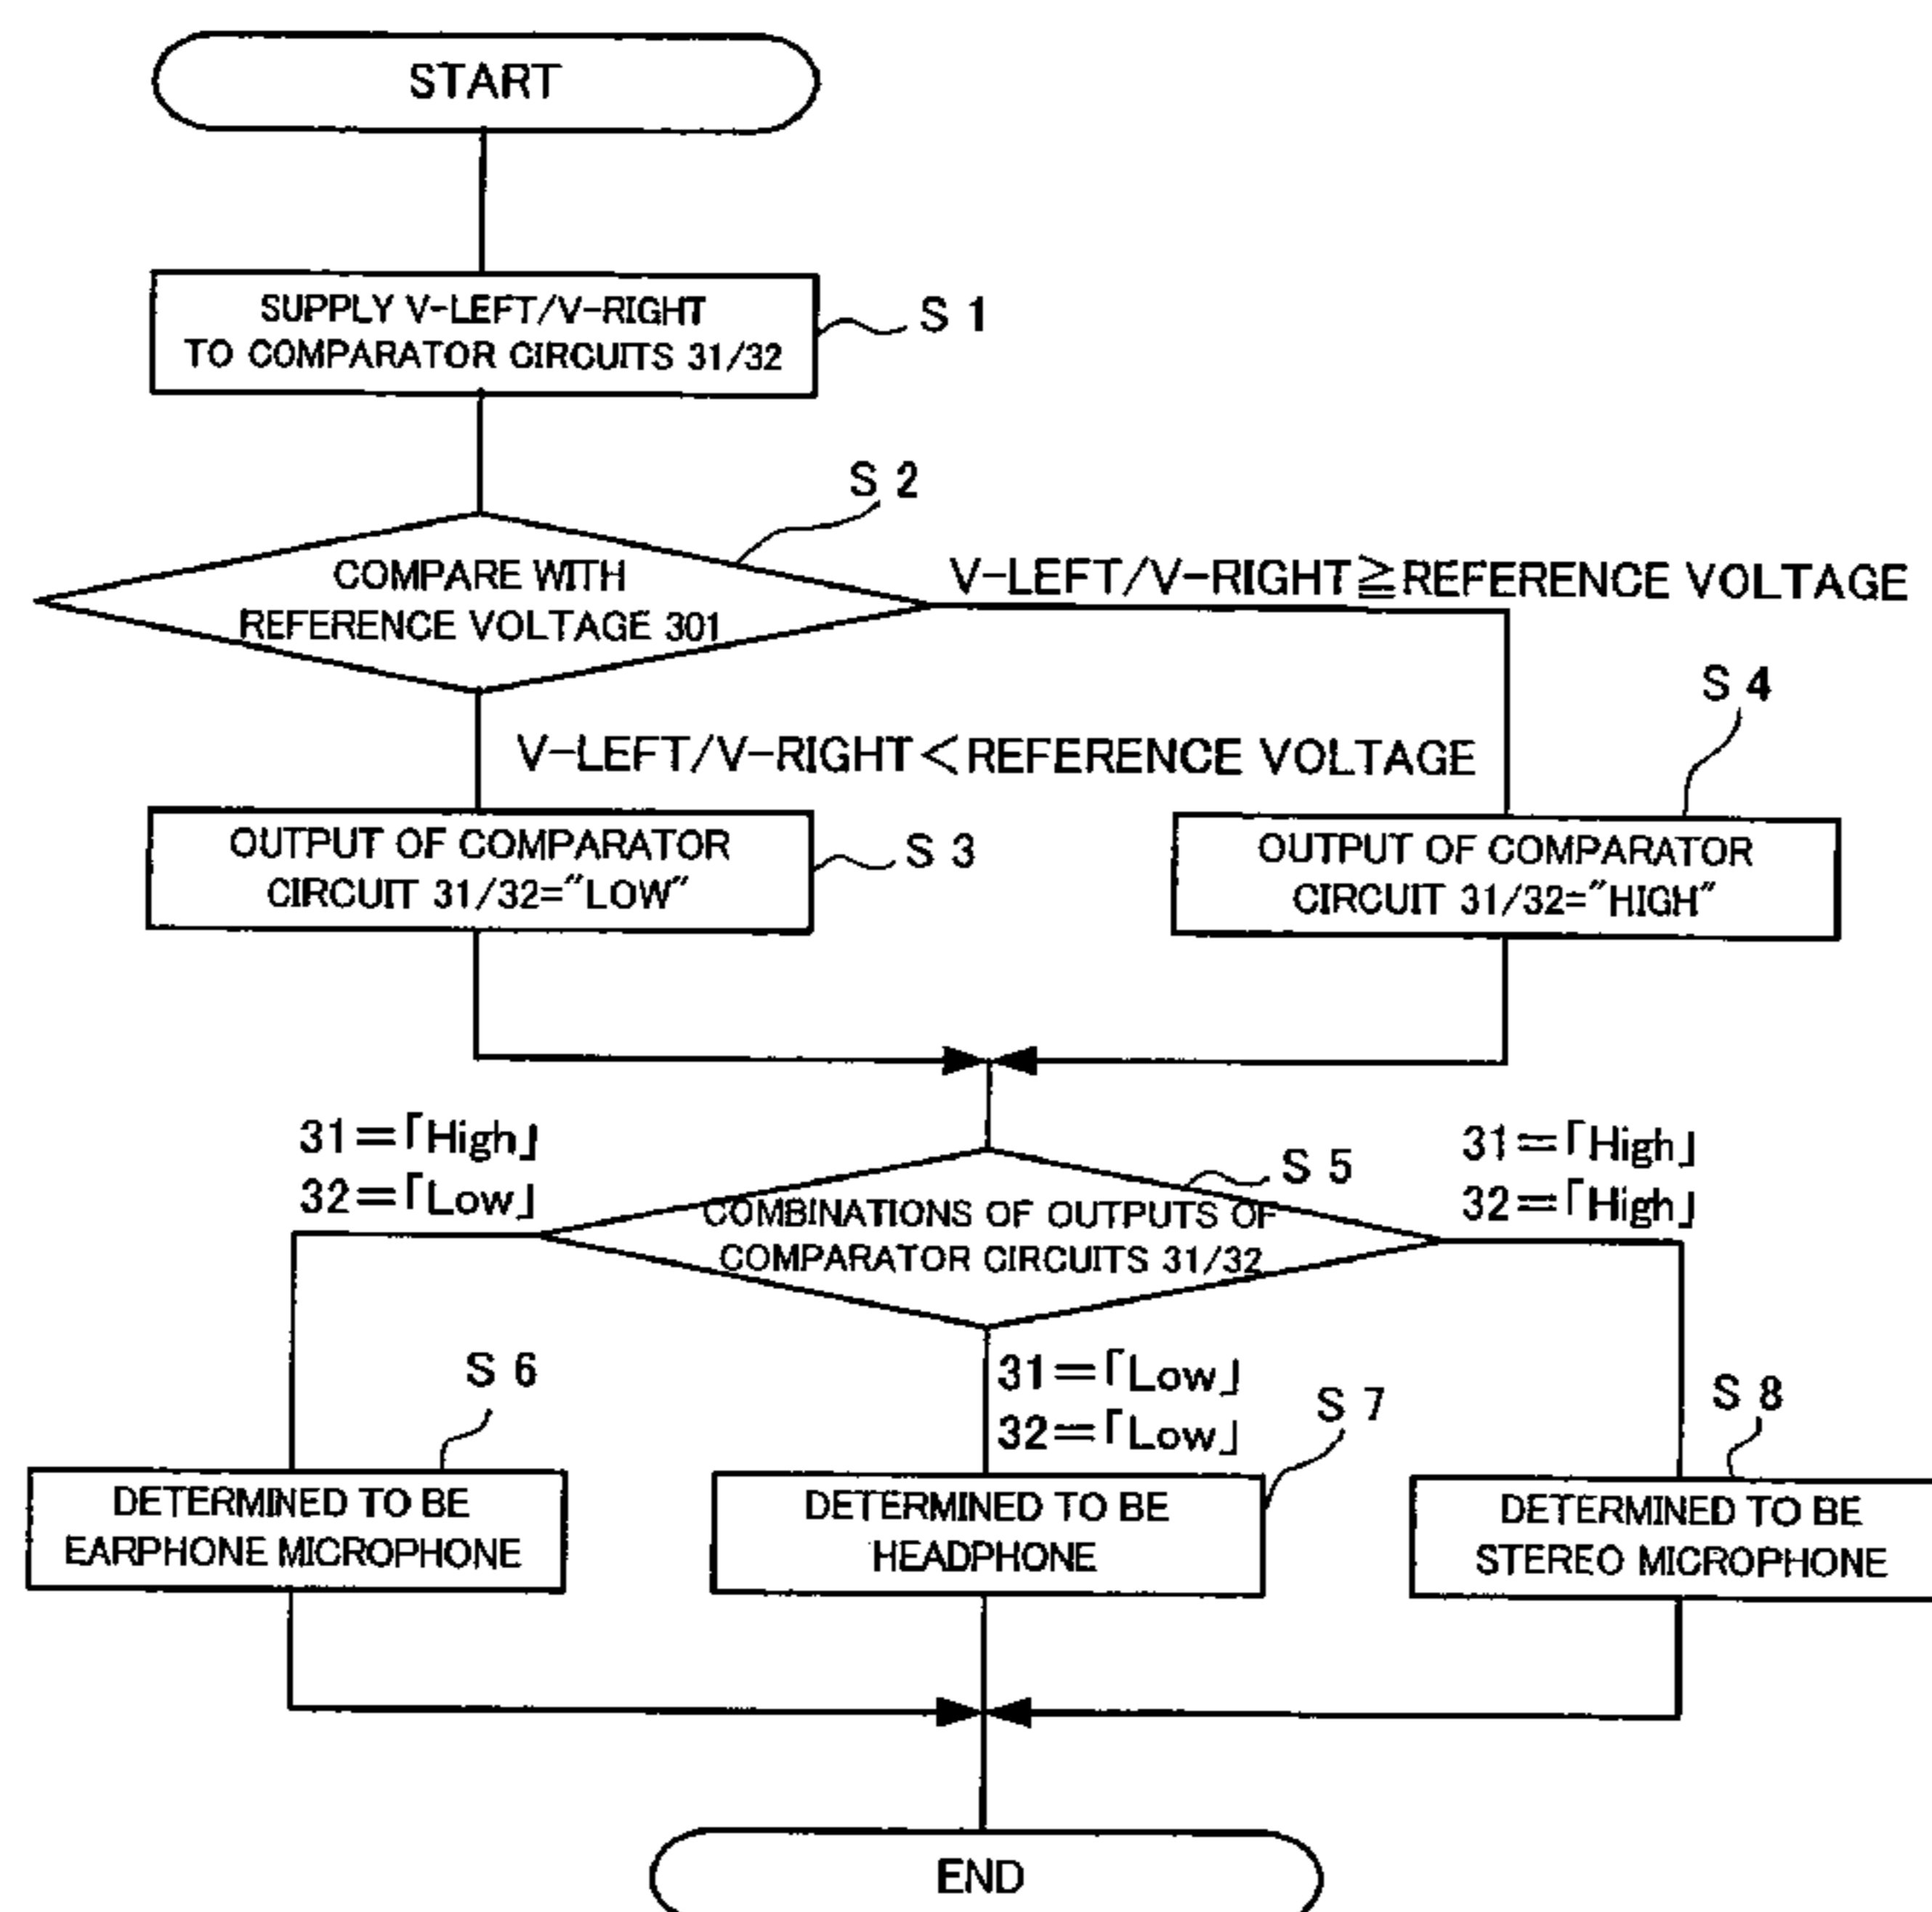 START
SUPPLY V-LEFT/V-RIGHT
TO COMPARATOR CIRCUITS 31/32
S 1
S 2
COMPARE WITH
REFERENCE VOLTAGE 301
V-LEFT/V-RIGHT≧REFERENCE VOLTAGE
V-LEFT/V-RIGHT<REFERENCE VOLTAGE
S 4
OUTPUT OF COMPARATOR
CIRCUIT 31/32="LOW"
S 3
OUTPUT OF COMPARATOR
CIRCUIT 31/32="HIGH"
31=「High」
32=「Low」
S 5
COMBINATIONS OF OUTPUTS OF
COMPARATOR CIRCUITS 31/32
31=「High」
32=「High」
31=「Low」
32=「Low」
S 6
DETERMINED TO BE
EARPHONE MICROPHONE
S 7
DETERMINED TO BE
HEADPHONE
S 8
DETERMINED TO BE
STEREO MICROPHONE
END